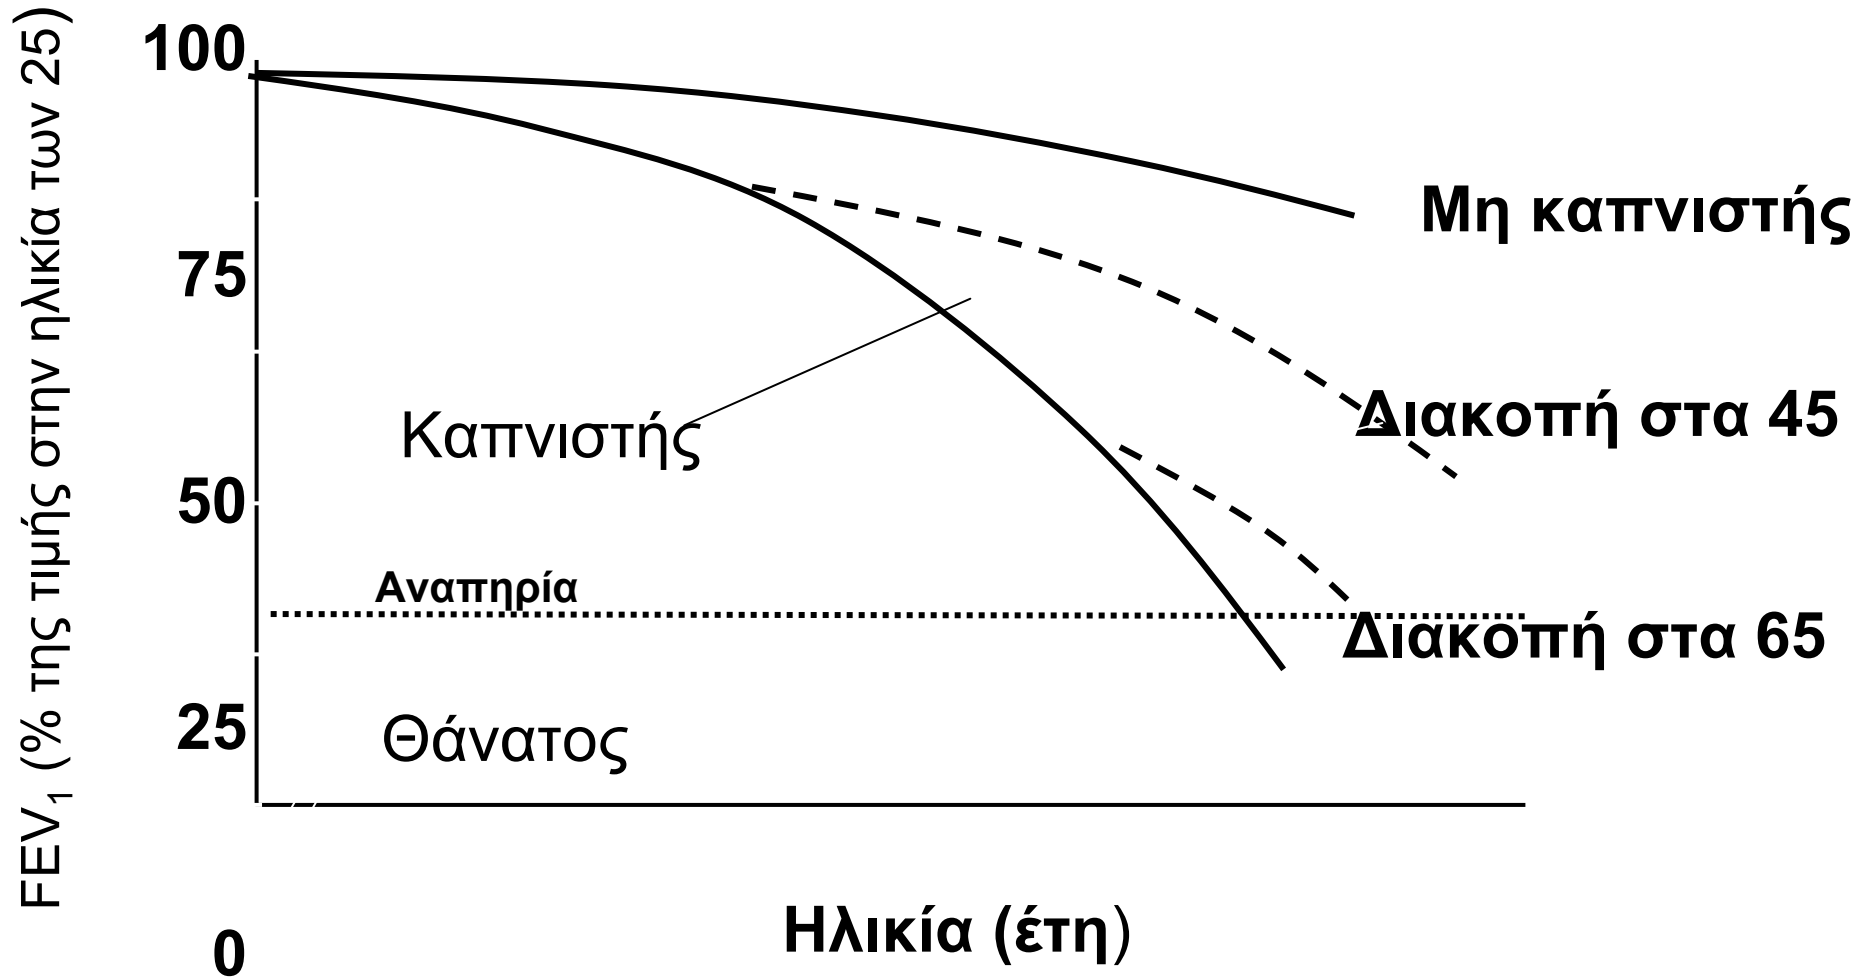 FEV1 (% της τιμής στην ηλικία των 25)
100
75
50
25
0
Μη καπνιστής
Διακοπή στα 45
Καπνιστής
Αναπηρία
Διακοπή στα 65
Θάνατος
Ηλικία (έτη)